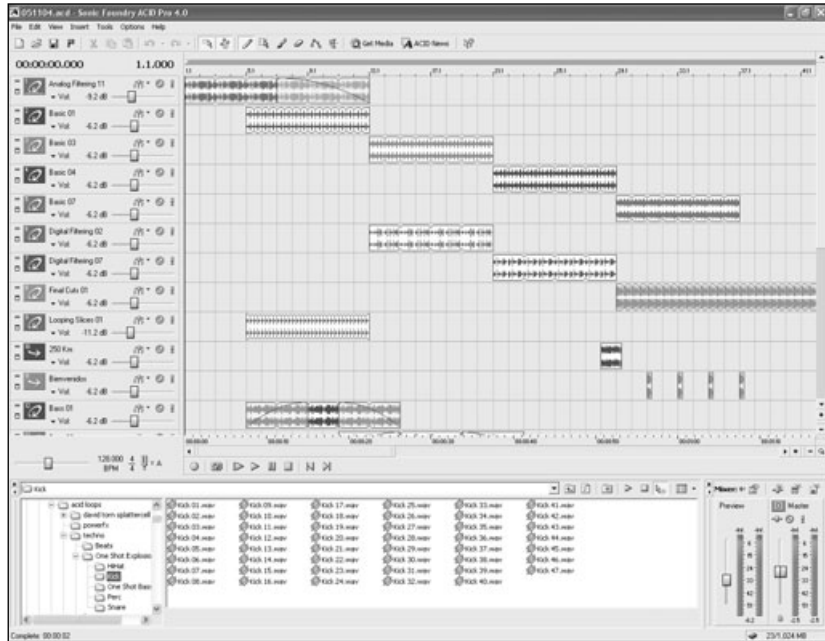 051104.acd - Sonic Foundry ACID Pro 4.0
File Edit View Insert Tools Options Help
Get Media ACID News
00:00:00.000 1.1.000
Analog Filtering 11
Vol -9.2 dB
Basic 01
Vol -6.2 dB
Basic 03
Vol -6.2 dB
Basic 04
Vol -6.2 dB
Basic 07
Vol -6.2 dB
Digital Filtering 02
Vol -6.2 dB
Digital Filtering 07
Vol -6.2 dB
Final Cuts 01
Vol -6.2 dB
Looping Slices 01
Vol -11.2 dB
250 Km
Vol -6.2 dB
Bienvenidos
Vol -6.2 dB
Bass 01
Vol -6.2 dB
BPM 4 4 A
Kick
acid loops
david torn splattercell
powerfx
techno
Beats
One Shot Explosio
HiHat
Kick
One Shot Bass
Perc
Snare
Kick 01.wav Kick 09.wav Kick 17.wav Kick 25.wav Kick 33.wav Kick 41.wav
Kick 02.wav Kick 10.wav Kick 18.wav Kick 26.wav Kick 34.wav Kick 42.wav
Kick 03.wav Kick 11.wav Kick 19.wav Kick 27.wav Kick 35.wav Kick 43.wav
Kick 04.wav Kick 12.wav Kick 20.wav Kick 28.wav Kick 36.wav Kick 44.wav
Kick 05.wav Kick 13.wav Kick 21.wav Kick 29.wav Kick 37.wav Kick 45.wav
Kick 06.wav Kick 14.wav Kick 22.wav Kick 30.wav Kick 38.wav Kick 46.wav
Kick 07.wav Kick 15.wav Kick 23.wav Kick 31.wav Kick 39.wav Kick 47.wav
Kick 08.wav Kick 16.wav Kick 24.wav Kick 32.wav Kick 40.wav
Mixer
Preview Master
Complete: 00:00:02
23/1,024 MB